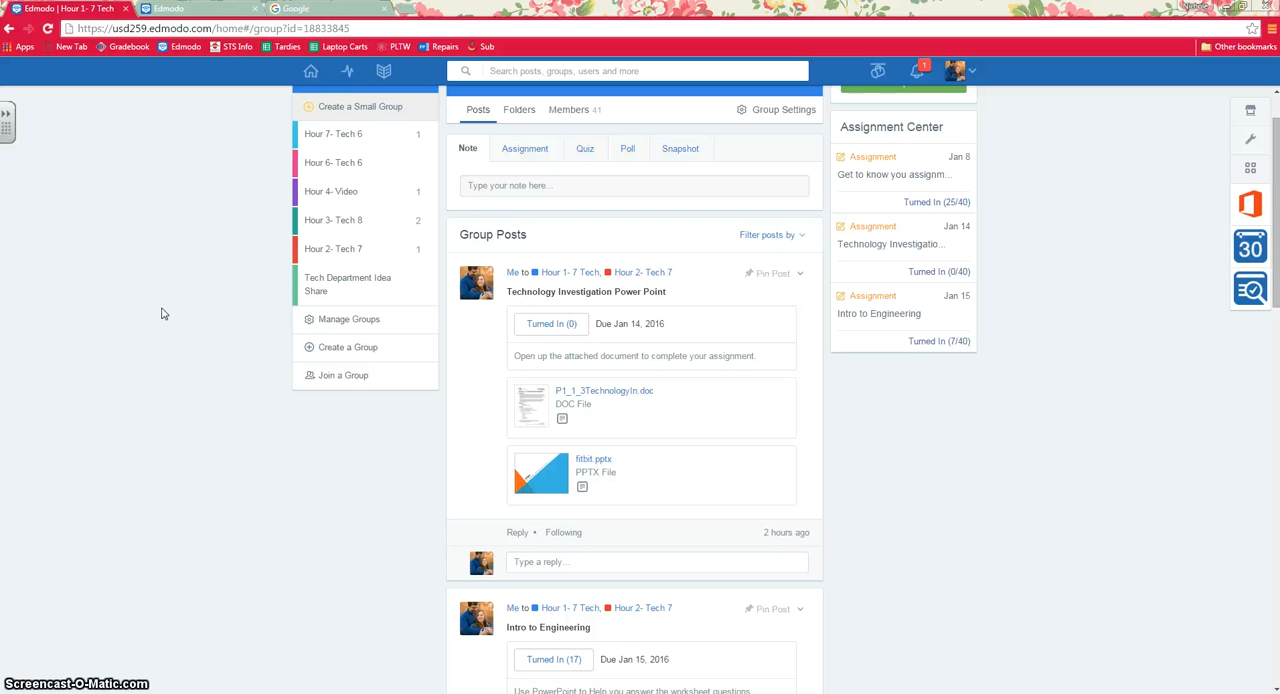 Edmodo | Hour 1- 7 Tech
Edmodo
Google
https://usd259.edmodo.com/home#/group?id=18833845
Apps
New Tab
Gradebook
Edmodo
STS Info
Tardies
Laptop Carts
PLTW
Repairs
Sub
Other bookmarks
Search posts, groups, users and more
1
Create a Small Group
Hour 7- Tech 6 1
Hour 6- Tech 6
Hour 4- Video 1
Hour 3- Tech 8 2
Hour 2- Tech 7 1
Tech Department Idea
Share
Manage Groups
Create a Group
Join a Group
Posts
Folders
Members 41
Group Settings
Note
Assignment
Quiz
Poll
Snapshot
Type your note here...
Group Posts
Filter posts by
Me to Hour 1- 7 Tech, Hour 2- Tech 7
Pin Post
Technology Investigation Power Point
Turned In (0)
Due Jan 14, 2016
Open up the attached document to complete your assignment.
P1_1_3TechnologyIn.doc
DOC File
fitbit.pptx
PPTX File
Reply • Following
2 hours ago
Type a reply...
Me to Hour 1- 7 Tech, Hour 2- Tech 7
Pin Post
Intro to Engineering
Turned In (17)
Due Jan 15, 2016
Use PowerPoint to Help you answer the worksheet questions
Assignment Center
Assignment Jan 8
Get to know you assignm...
Turned In (25/40)
Assignment Jan 14
Technology Investigatio...
Turned In (0/40)
Assignment Jan 15
Intro to Engineering
Turned In (7/40)
30
Screencast-O-Matic.com